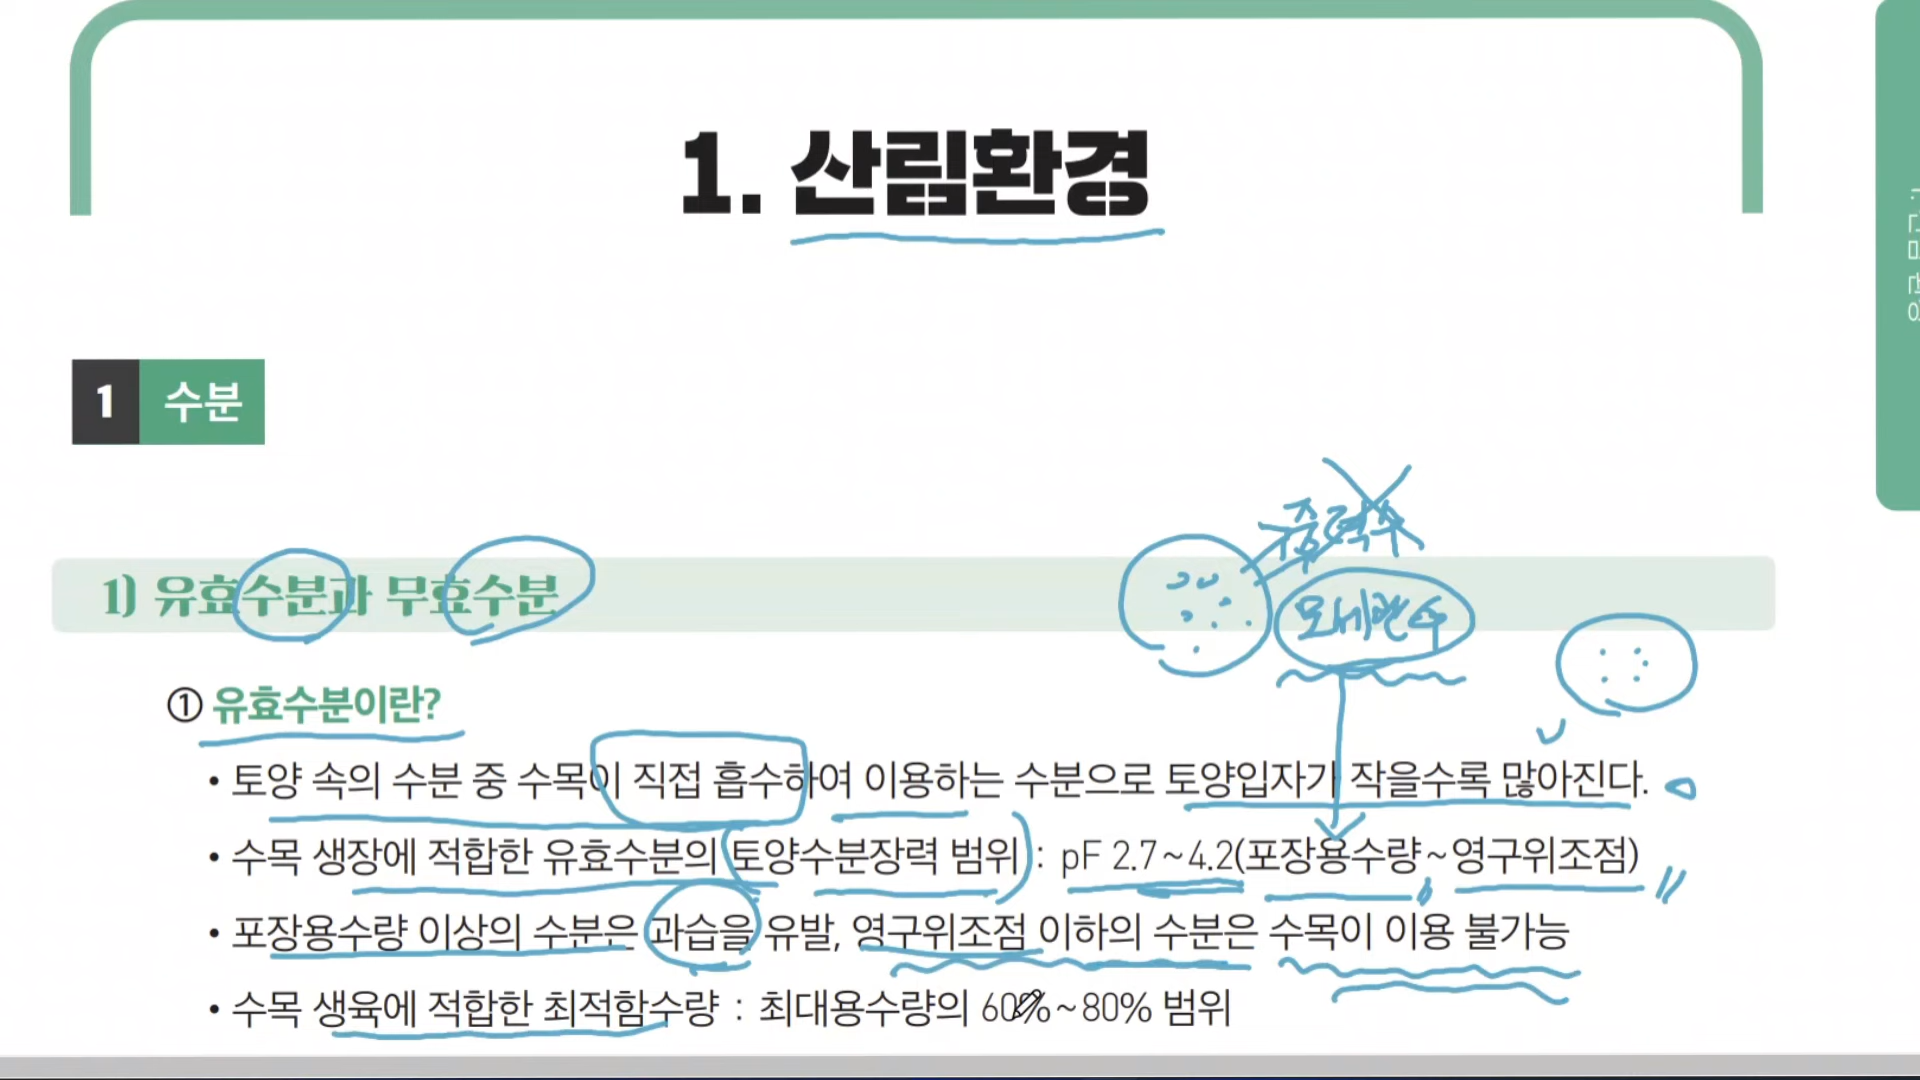 1. 산림환경
1 수분
중력수
1) 유효수분과 무효수분
모세관수
① 유효수분이란?
• 토양 속의 수분 중 수목이 직접 흡수하여 이용하는 수분으로 토양입자가 작을수록 많아진다.
• 수목 생장에 적합한 유효수분의 토양수분장력 범위 : pF 2.7~4.2(포장용수량~영구위조점)
• 포장용수량 이상의 수분은 과습을 유발, 영구위조점 이하의 수분은 수목이 이용 불가능
• 수목 생육에 적합한 최적함수량 : 최대용수량의 60%~80% 범위